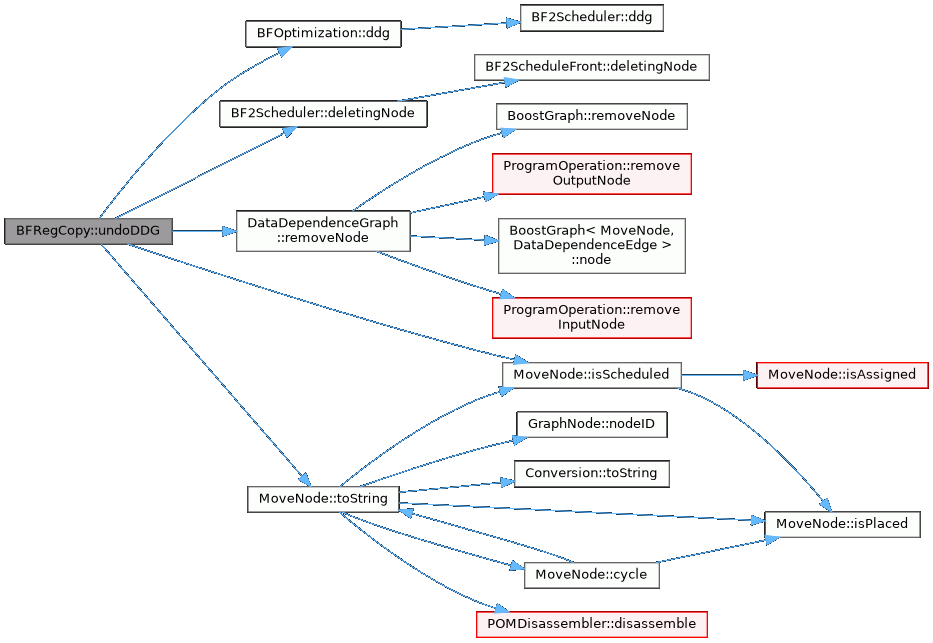 BF2Scheduler::ddg
BFOptimization::ddg
BF2ScheduleFront::deletingNode
BF2Scheduler::deletingNode
BoostGraph::removeNode
ProgramOperation::remove
OutputNode
BFRegCopy::undoDDG
DataDependenceGraph
::removeNode
BoostGraph< MoveNode,
DataDependenceEdge >
::node
ProgramOperation::remove
InputNode
MoveNode::isScheduled
MoveNode::isAssigned
GraphNode::nodeID
Conversion::toString
MoveNode::toString
MoveNode::isPlaced
MoveNode::cycle
POMDisassembler::disassemble